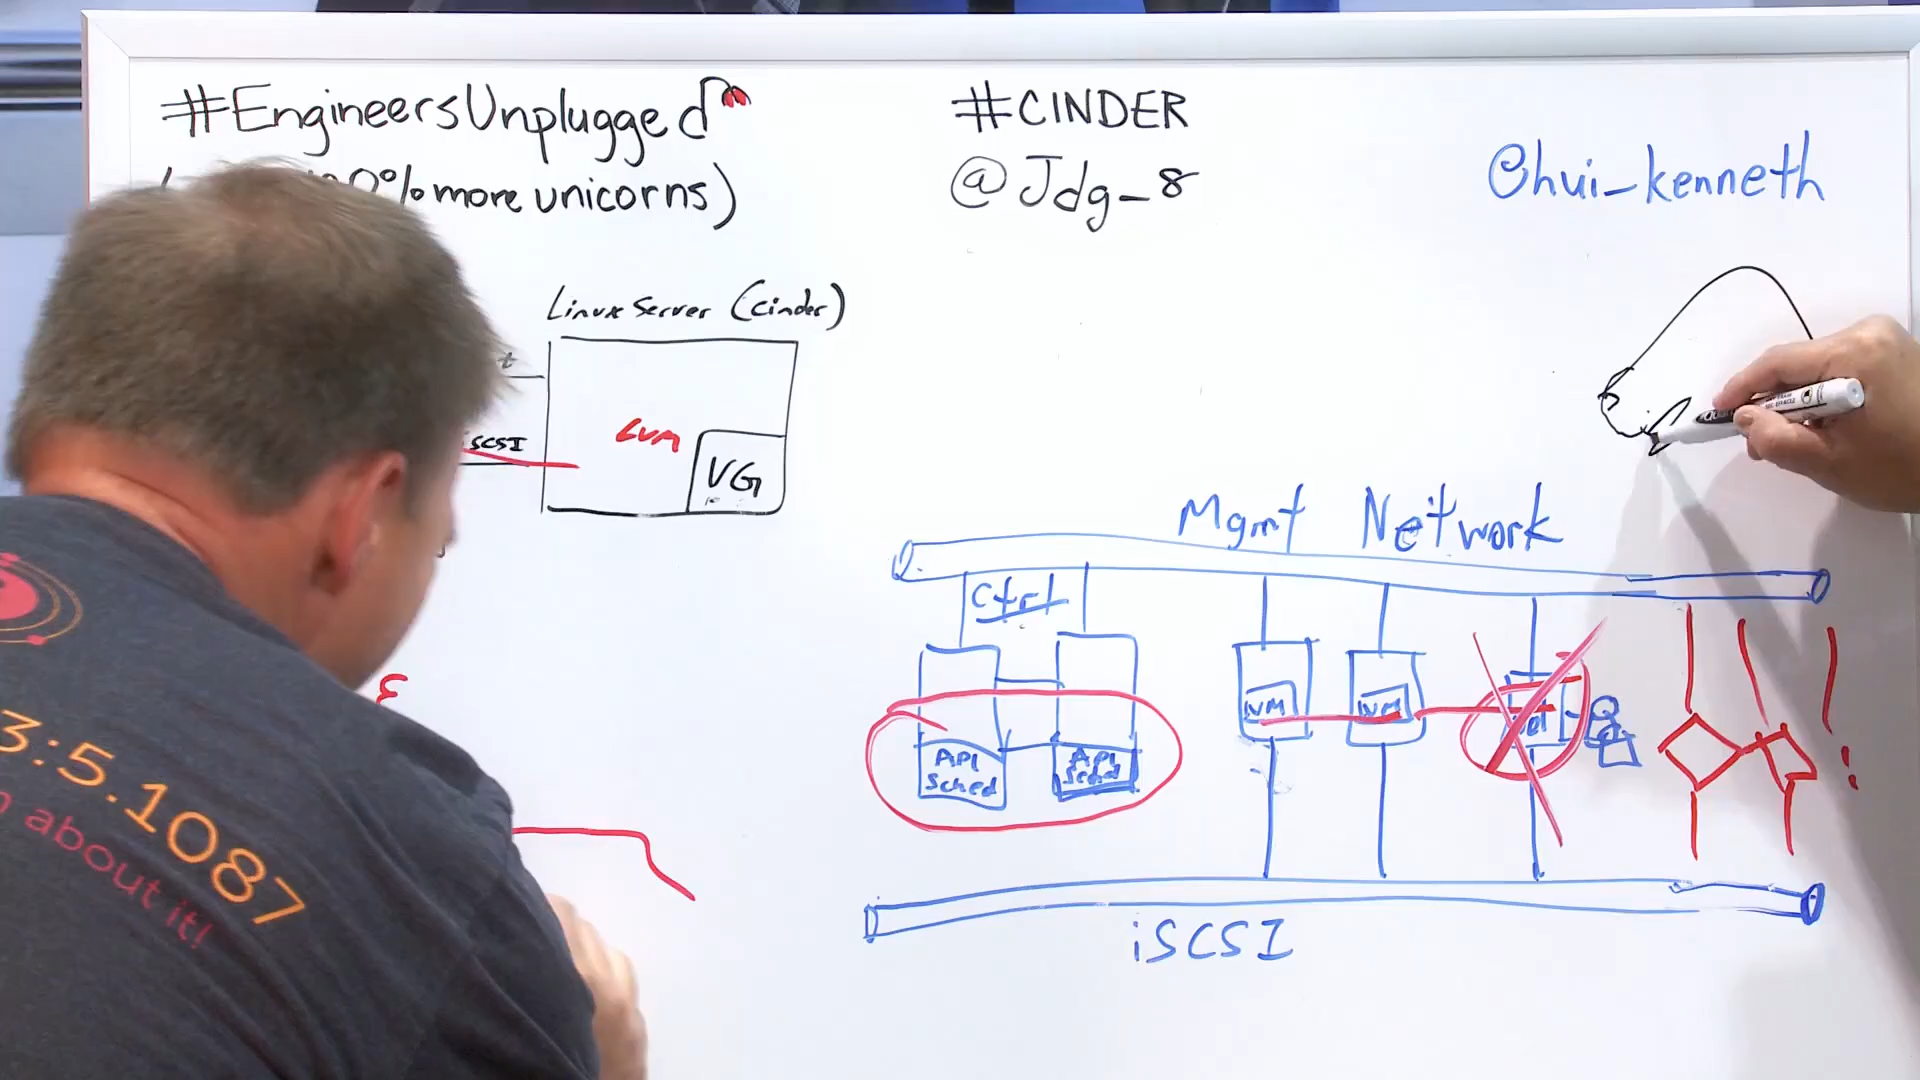 #EngineersUnplugged
% more unicorns)
#CINDER
@Jdg_8
@hui_kenneth
Linux Server (Cinder)
iSCSI
LVM
VG
Mgmt Network
Ctrl
API
Sched
API
Sched
VM
VM
iSCSI
3:5.1087
about it!